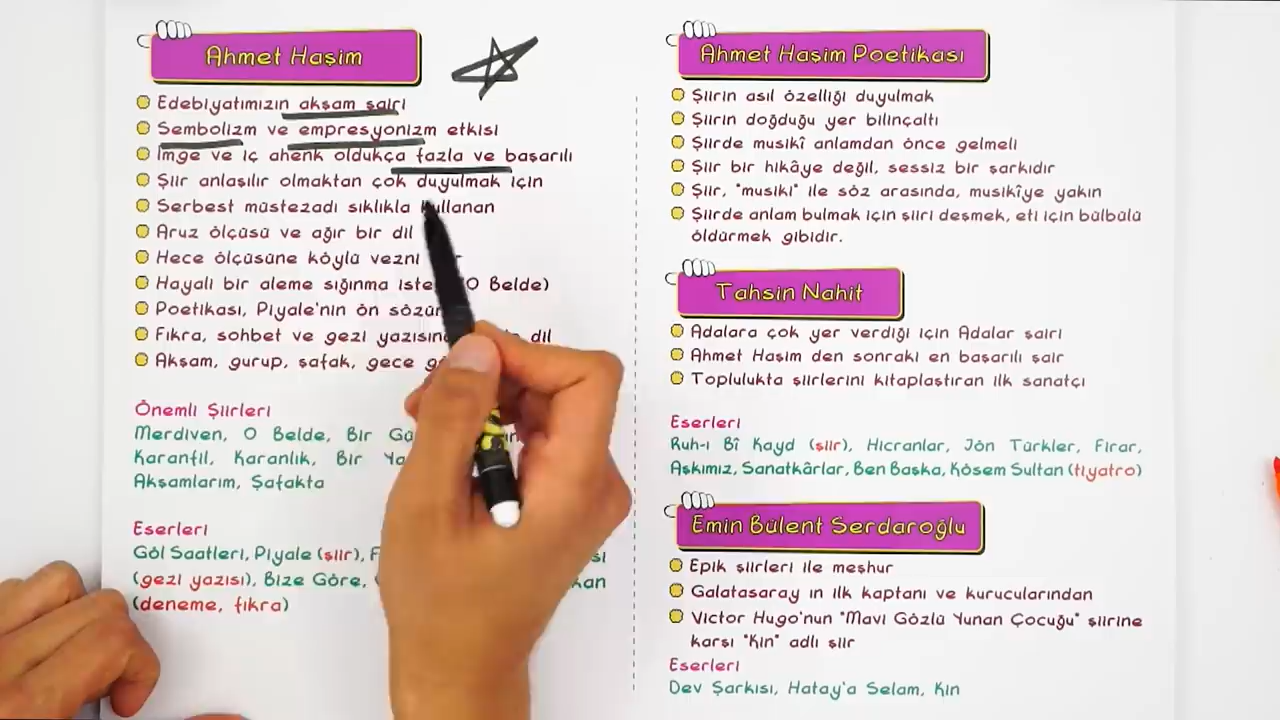 Ahmet Haşim
Edebiyatımızın akşam şairi
Sembolizm ve empresyonizm etkisi
İmge ve iç ahenk oldukça fazla ve başarılı
Şiir anlaşılır olmaktan çok duyulmak için
Serbest müstezadı sıklıkla kullanan
Aruz ölçüsü ve ağır bir dil
Hece ölçüsüne köylü vezni
Hayali bir aleme sığınma O Belde)
Poetikası, Piyale'nin ön
Fıkra, sohbet ve gezi dil
Akşam, gurup, şafak, gece
Önemli Şiirleri
Merdiven, O Belde, Bir
Karanfil, Karanlık, Bir
Akşamlarım, Şafakta
Eserleri
Göl Saatleri, Piyale (şiir),
(gezi yazısı), Bize Göre,
(deneme, fıkra)
Ahmet Haşim Poetikası
Şiirin asıl özelliği duyulmak
Şiirin doğduğu yer bilinçaltı
Şiirde musikî anlamdan önce gelmeli
Şiir bir hikâye değil, sessiz bir şarkıdır
Şiir, "musiki" ile söz arasında, musikîye yakın
Şiirde anlam bulmak için şiiri deşmek, eti için bülbülü
öldürmek gibidir.
Tahsin Nahit
Adalara çok yer verdiği için Adalar şairi
Ahmet Haşim den sonraki en başarılı şair
Toplulukta şiirlerini kitaplaştıran ilk sanatçı
Eserleri
Ruh-ı Bî Kayd (şiir), Hicranlar, Jön Türkler, Firar,
Aşkımız, Sanatkârlar, Ben Başka, Kösem Sultan (tiyatro)
Emin Bülent Serdaroğlu
Epik şiirleri ile meşhur
Galatasaray ın ilk kaptanı ve kurucularından
Victor Hugo'nun "Mavi Gözlü Yunan Çocuğu" şiirine
karşı "Kin" adlı şiir
Eserleri
Dev Şarkısı, Hatay'a Selam, Kin